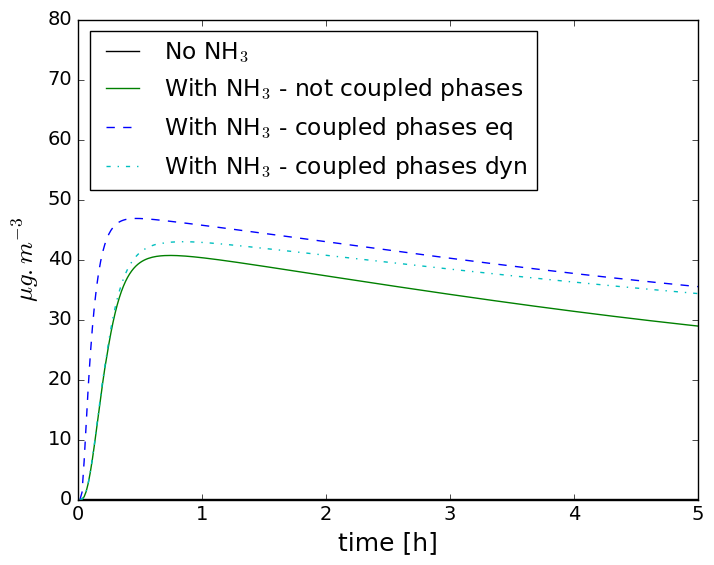 80
70
60
50
40
30
20
10
0
μg.m⁻³
No NH₃
With NH₃ - not coupled phases
With NH₃ - coupled phases eq
With NH₃ - coupled phases dyn
0 1 2 3 4 5
time [h]